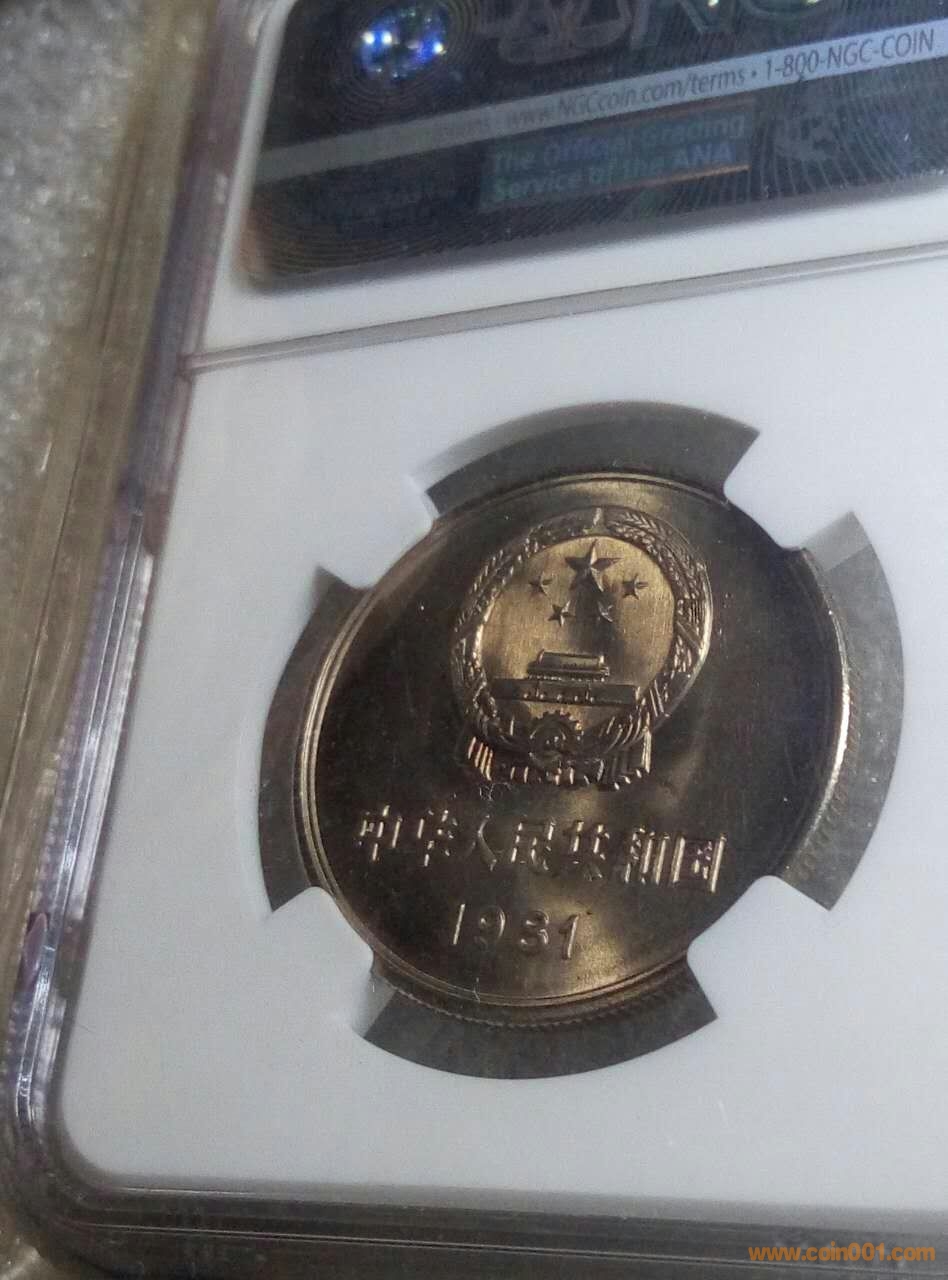 www.NGCcoin.com/terms • 1-800-NGC-COIN
The Official Grading
Service of the ANA
中华人民共和国
1981
www.coin001.com